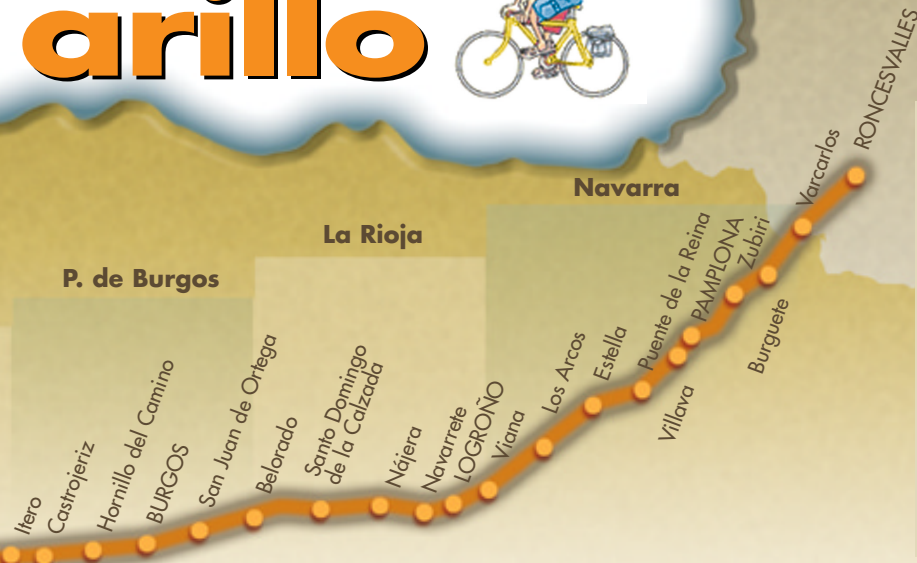 arillo
Navarra
La Rioja
P. de Burgos
Itero
Castrojeriz
Hornillo del Camino
BURGOS
San Juan de Ortega
Belorado
Santo Domingo
de la Calzada
Nájera
Navarrete
LOGROÑO
Viana
Los Arcos
Estella
Puente de la Reina
Villava
PAMPLONA
Zubiri
Burguete
Varcarlos
RONCESVALLES